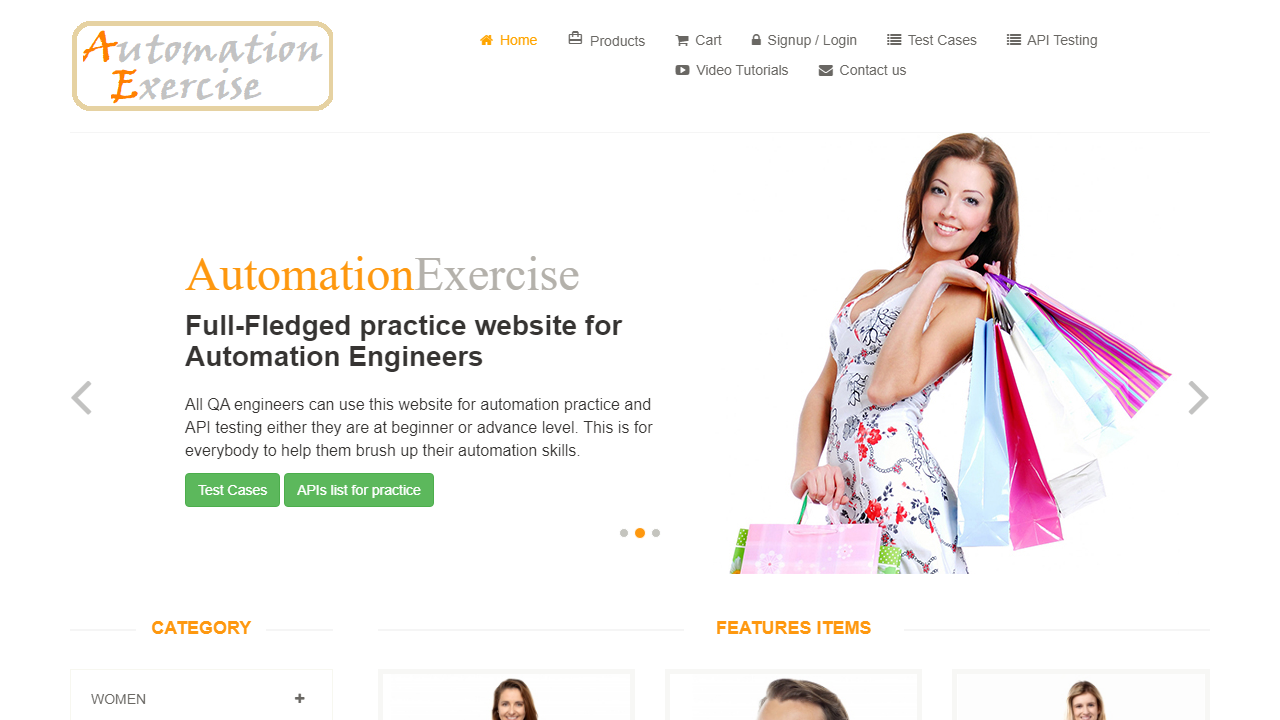 Automation
Exercise
Home
Products
Cart
Signup / Login
Test Cases
API Testing
Video Tutorials
Contact us
AutomationExercise
Full-Fledged practice website for
Automation Engineers
All QA engineers can use this website for automation practice and
API testing either they are at beginner or advance level. This is for
everybody to help them brush up their automation skills.
Test Cases
APIs list for practice
CATEGORY
FEATURES ITEMS
WOMEN